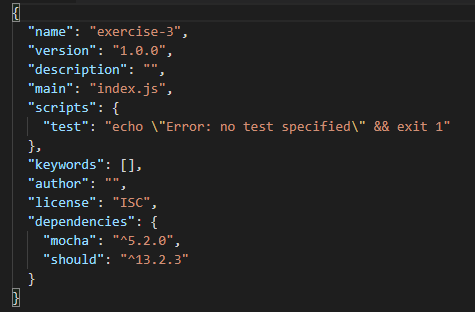 {
  "name": "exercise-3",
  "version": "1.0.0",
  "description": "",
  "main": "index.js",
  "scripts": {
    "test": "echo \"Error: no test specified\" && exit 1"
  },
  "keywords": [],
  "author": "",
  "license": "ISC",
  "dependencies": {
    "mocha": "^5.2.0",
    "should": "^13.2.3"
  }
}